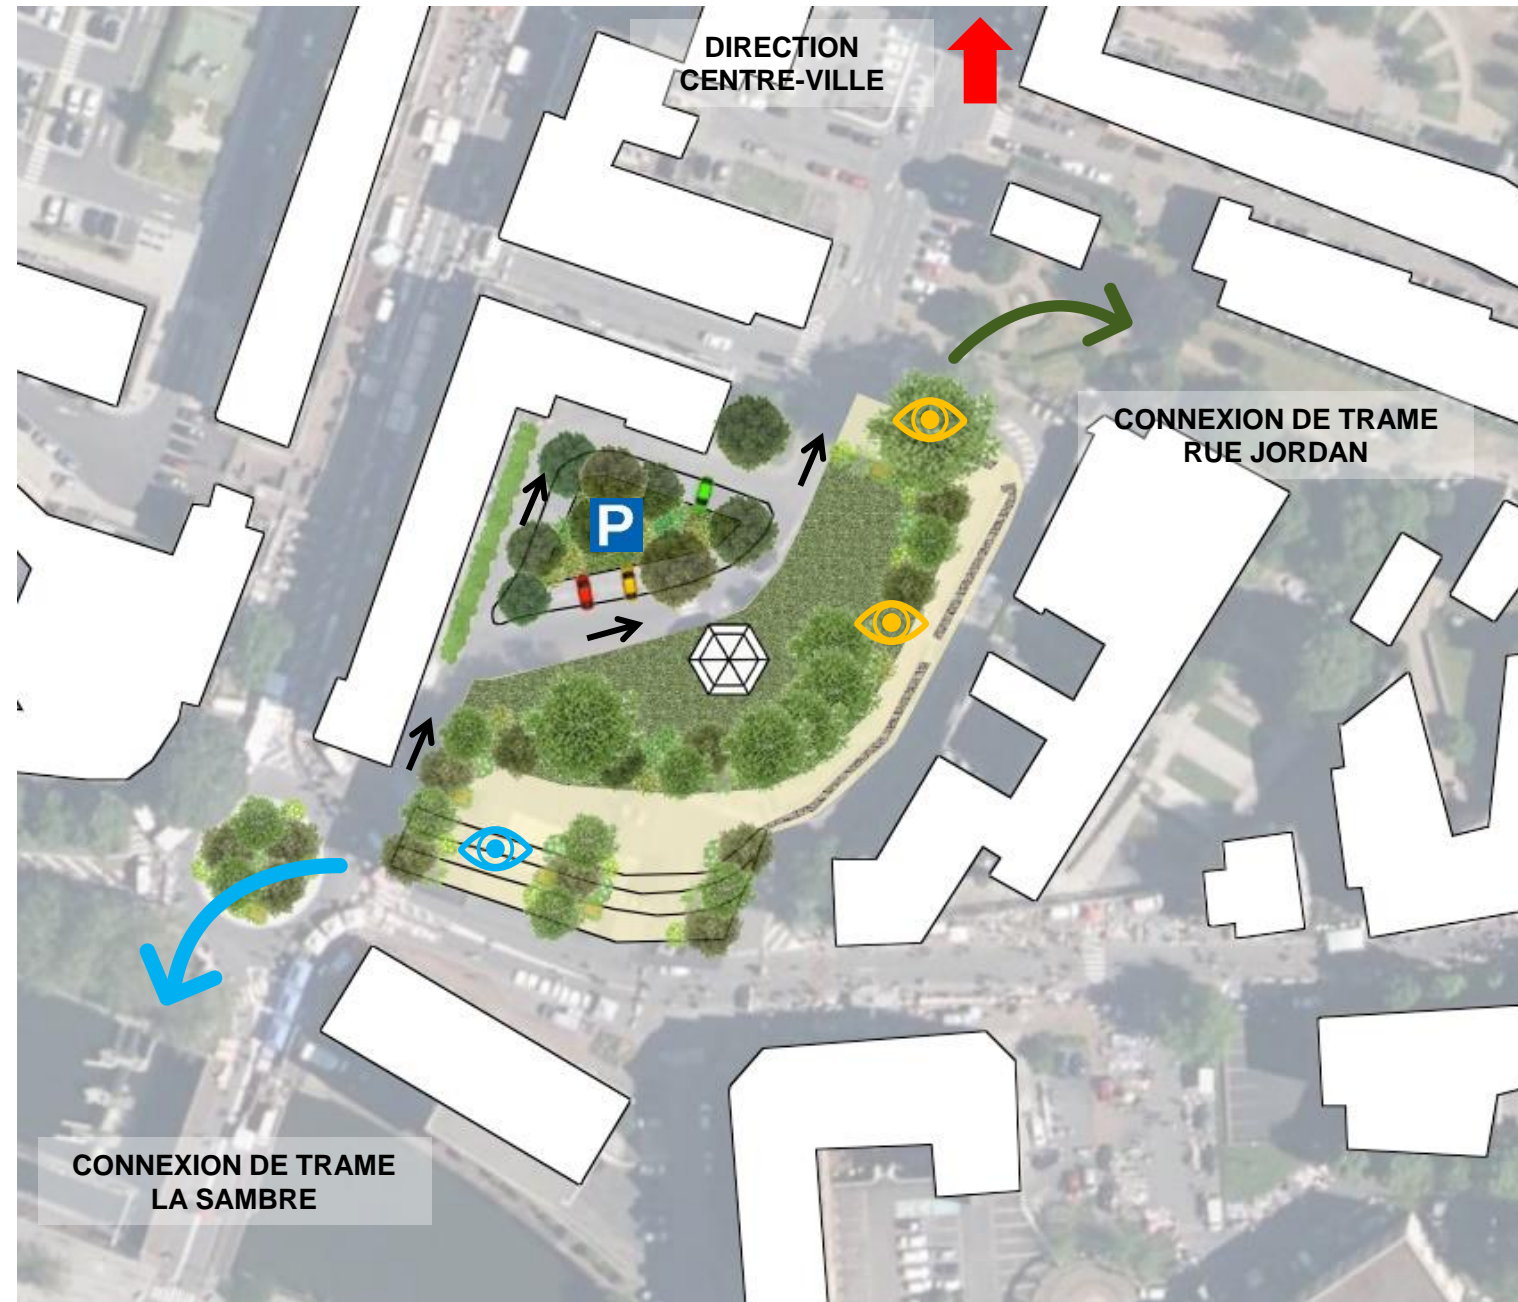 DIRECTION
CENTRE-VILLE
CONNEXION DE TRAME
RUE JORDAN
P
CONNEXION DE TRAME
LA SAMBRE